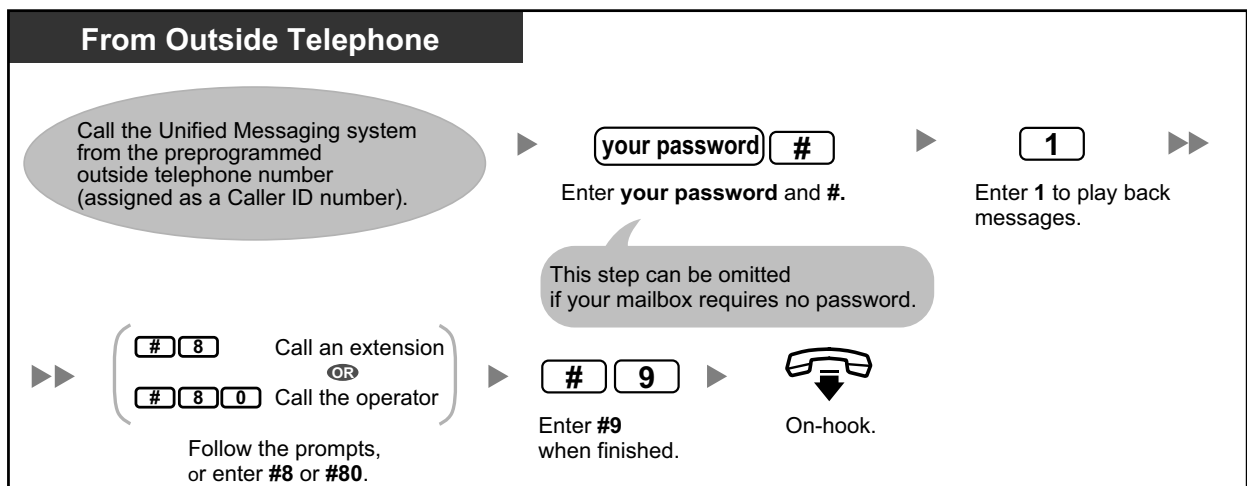 From Outside Telephone
Call the Unified Messaging system
from the preprogrammed
outside telephone number
(assigned as a Caller ID number).
your password #
Enter your password and #.
This step can be omitted
if your mailbox requires no password.
1
Enter 1 to play back
messages.
# 8 Call an extension
OR
# 8 0 Call the operator
Follow the prompts,
or enter #8 or #80.
# 9
Enter #9
when finished.
On-hook.